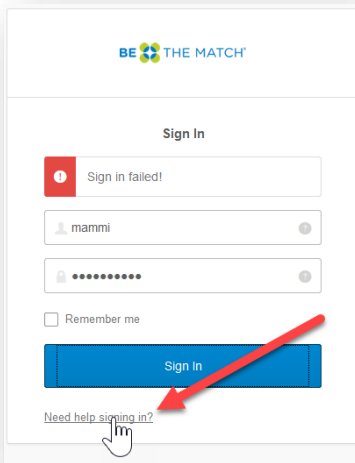 BE THE MATCH®
Sign In
Sign in failed!
mammi
Remember me
Sign In
Need help signing in?